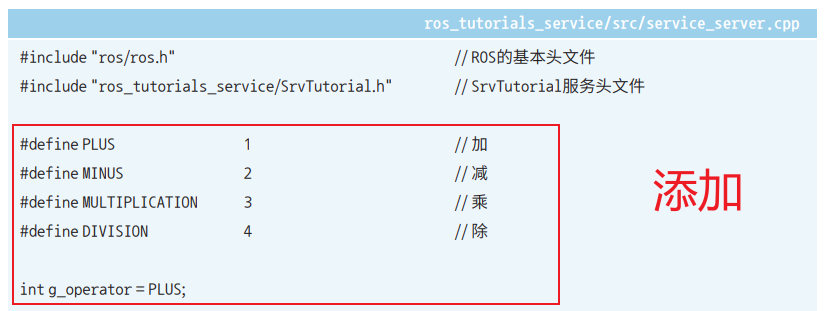 ros_tutorials_service/src/service_server.cpp
#include "ros/ros.h" // ROS的基本头文件
#include "ros_tutorials_service/SrvTutorial.h" // SrvTutorial服务头文件
#define PLUS 1 // 加
#define MINUS 2 // 减
#define MULTIPLICATION 3 // 乘
#define DIVISION 4 // 除
int g_operator = PLUS;
添加